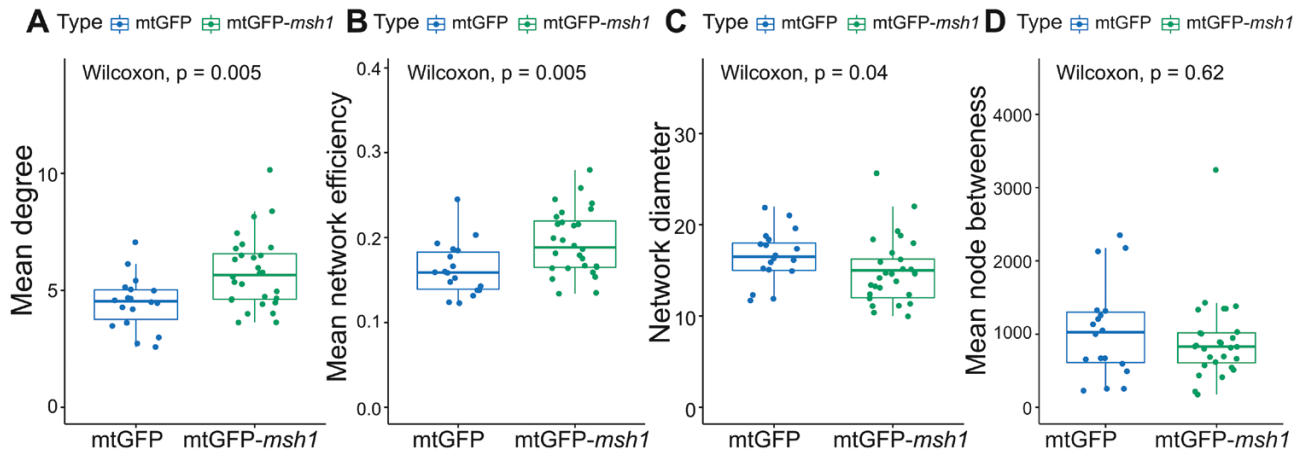 A Type mtGFP mtGFP-msh1
Wilcoxon, p = 0.005
Mean degree
10
5
0
mtGFP mtGFP-msh1
B Type mtGFP mtGFP-msh1
Wilcoxon, p = 0.005
Mean network efficiency
0.4
0.3
0.2
0.1
0.0
mtGFP mtGFP-msh1
C Type mtGFP mtGFP-msh1
Wilcoxon, p = 0.04
Network diameter
30
20
10
0
mtGFP mtGFP-msh1
D Type mtGFP mtGFP-msh1
Wilcoxon, p = 0.62
Mean node betweeness
4000
3000
2000
1000
0
mtGFP mtGFP-msh1